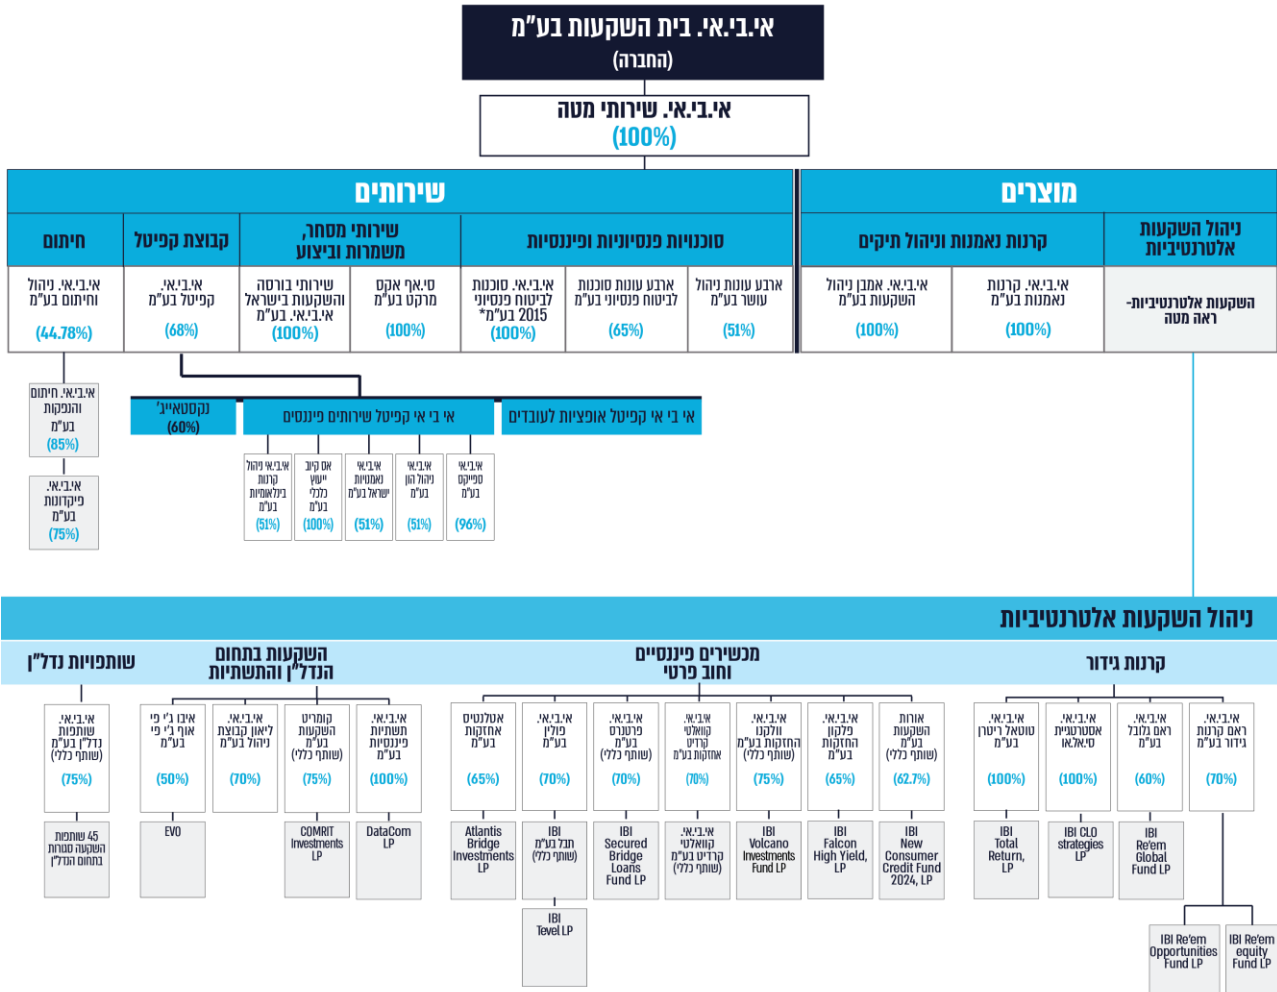 אי.בי.אי. בית השקעות בע"מ
(החברה)
אי.בי.אי. שירותי מטה
(100%)
מוצרים
שירותים
ניהול השקעות
אלטרנטיביות
קרנות נאמנות וניהול תיקים
סוכנויות פנסיוניות ופיננסיות
שירותי מסחר,
משמרות וביצוע
קבוצת קפיטל
חיתום
השקעות אלטרנטיביות-
ראה מטה
אי.בי.אי. קרנות
נאמנות בע"מ
(100%)
אי.בי.אי. אמבן ניהול
השקעות בע"מ
(100%)
ארבע עונות ניהול
עושר בע"מ
(51%)
ארבע עונות סוכנות
לביטוח פנסיוני בע"מ
(65%)
אי.בי.אי. סוכנות
לביטוח פנסיוני
2015 בע"מ*
(100%)
סי.אף אקס
מרקט בע"מ
(100%)
שירותי בורסה
והשקעות בישראל
אי.בי.אי. בע"מ
(100%)
אי.בי.אי.
קפיטל בע"מ
(68%)
אי.בי.אי. ניהול
וחיתום בע"מ
(44.78%)
אי.בי.אי. חיתום
והנפקות
בע"מ
(85%)
אי.בי.אי.
פיקדונות
בע"מ
(75%)
אי בי אי קפיטל אופציות לעובדים
אי בי אי קפיטל שירותים פיננסים
נקסטאייג'
(60%)
אי.בי.אי
ספייקס
בע"מ
(96%)
אי.בי.אי
ניהול הון
בע"מ
(51%)
אי.בי.אי
נאמנויות
ישראל בע"מ
(51%)
אס קיוב
ייעוץ
כלכלי
בע"מ
(100%)
אי.בי.אי ניהול
קרנות
בינלאומיות
בע"מ
(51%)
ניהול השקעות אלטרנטיביות
קרנות גידור
מכשירים פיננסיים
וחוב פרטי
השקעות בתחום
הנדל"ן והתשתיות
שותפויות נדל"ן
אי.בי.אי.
ראם קרנות
גידור בע"מ
(70%)
אי.בי.אי.
ראם גלובל
בע"מ
(60%)
אי.בי.אי.
אסטרטגיית
סי.אל.או
(100%)
אי.בי.אי.
טוטאל ריטרן
בע"מ
(100%)
אורות
השקעות
בע"מ
(שותף כללי)
(62.7%)
אי.בי.אי.
פלקון
החזקות
בע"מ
(65%)
אי.בי.אי.
וולקנו
החזקות בע"מ
(שותף כללי)
(75%)
אי.בי.אי.
קוואלטי
קרדיט
אחזקות בע"מ
(70%)
אי.בי.אי.
פרטנרס
בע"מ
(שותף כללי)
(70%)
אי.בי.אי.
פולין
בע"מ
(70%)
אטלנטיס
אחזקות
בע"מ
(65%)
אי.בי.אי.
תשתיות
פיננסיות
בע"מ
(100%)
קומריט
השקעות
בע"מ
(שותף כללי)
(75%)
אי.בי.אי.
ליאון קבוצת
ניהול בע"מ
(70%)
איבו ג'י פי
אוף ג'י פי
בע"מ
(50%)
אי.בי.אי.
שותפות
נדל"ן בע"מ
(שותף כללי)
(75%)
IBI
Re'em
Global
Fund LP
IBI CLO
strategies
LP
IBI
Total
Return,
LP
IBI
New
Consumer
Credit Fund
2024, LP
IBI
Falcon
High Yield,
LP
IBI
Volcano
Investments
Fund LP
אי.בי.אי.
קוואלטי
קרדיט בע"מ
(שותף כללי)
IBI
Secured
Bridge
Loans
Fund LP
IBI
תבל בע"מ
(שותף כללי)
Atlantis
Bridge
Investments
LP
DataCom
LP
COMRIT
Investments
LP
EVO
45 שותפות
השקעה סגורות
בתחום הנדל"ן
IBI
Tevel LP
IBI Re'em
equity
Fund LP
IBI Re'em
Opportunities
Fund LP